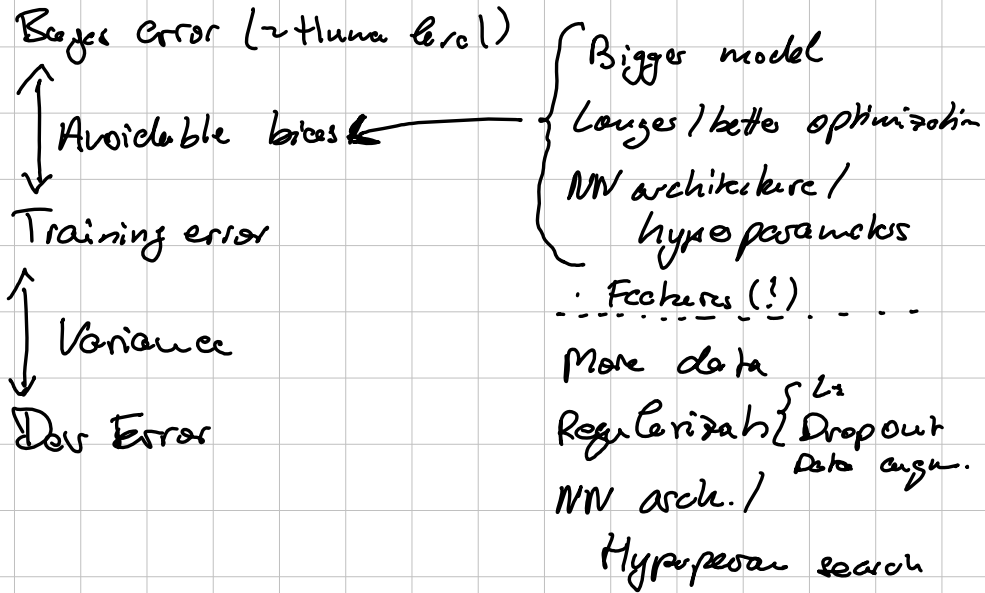 Bayes error (~Human level)
Avoidable bias
Training error
Variance
Dev Error
Bigger model
Longer/better optimization
NN architecture/
hyperparameters
. Features (!)
More data
Regularizat { L2
Dropout
Data augm.
NN arch. /
Hyperparam search